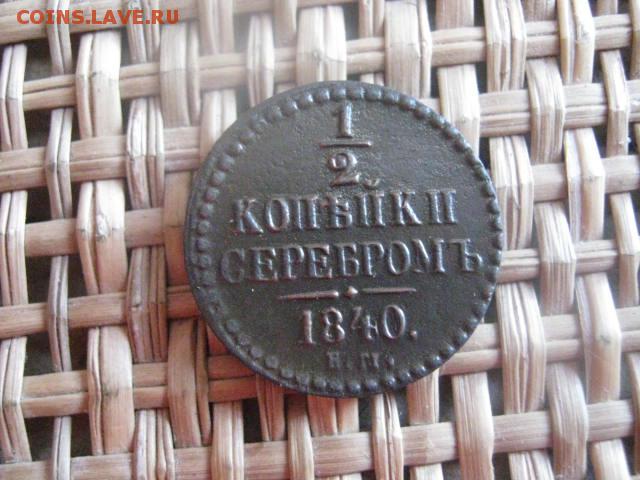 COINS.LAVE.RU
1
2
КОПѢЙКИ
СЕРЕБРОМЪ
1840.
Е.М.